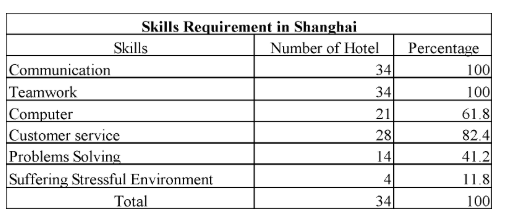 Skills Requirement in Shanghai
Skills Number of Hotel Percentage
Communication 34 100
Teamwork 34 100
Computer 21 61.8
Customer service 28 82.4
Problems Solving 14 41.2
Suffering Stressful Environment 4 11.8
Total 34 100